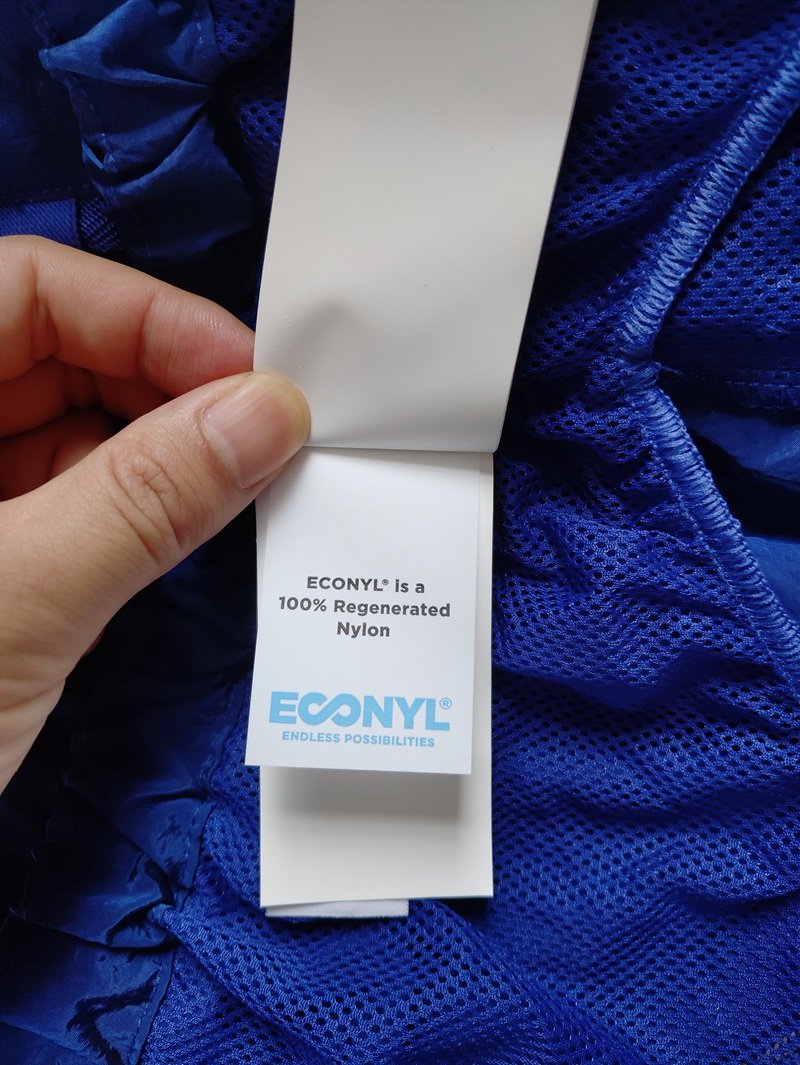 ECONYL® is a
100% Regenerated
Nylon
ECONYL®
ENDLESS POSSIBILITIES